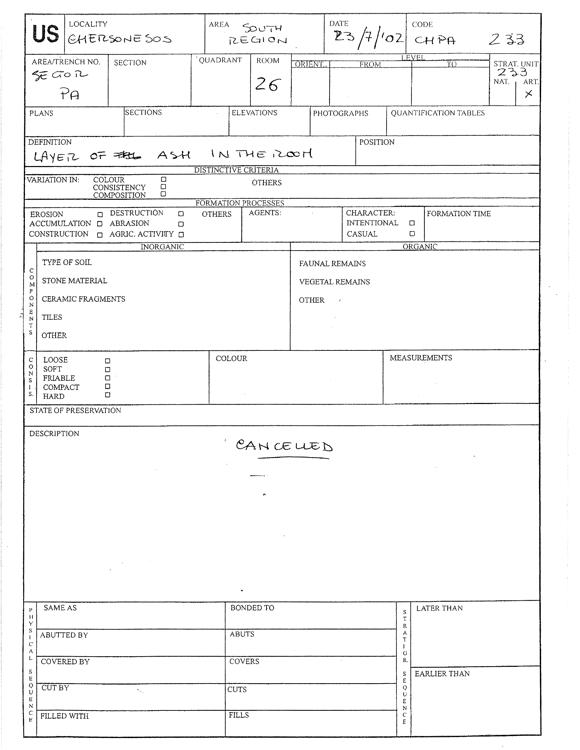 US
LOCALITY
CHERSONESOS
AREA SOUTH
REGION
DATE
23/7/'02
CODE
CHPA 233
AREA/TRENCH NO.
SECTOR
PA
SECTION
QUADRANT
ROOM
26
LEVEL
ORIENT. FROM TO
STRAT. UNIT
233
NAT. ART.
X
PLANS
SECTIONS
ELEVATIONS
PHOTOGRAPHS
QUANTIFICATION TABLES
DEFINITION
LAYER OF ASH IN THE ROOM
POSITION
DISTINCTIVE CRITERIA
VARIATION IN: COLOUR □
CONSISTENCY □
COMPOSITION □
OTHERS
FORMATION PROCESSES
EROSION □ DESTRUCTION □ OTHERS
ACCUMULATION □ ABRASION □
CONSTRUCTION □ AGRIC. ACTIVITY □
AGENTS:
CHARACTER:
INTENTIONAL □
CASUAL □
FORMATION TIME
COMPONENTS
INORGANIC
TYPE OF SOIL
STONE MATERIAL
CERAMIC FRAGMENTS
TILES
OTHER
ORGANIC
FAUNAL REMAINS
VEGETAL REMAINS
OTHER
CONSIS.
LOOSE □
SOFT □
FRIABLE □
COMPACT □
HARD □
COLOUR
MEASUREMENTS
STATE OF PRESERVATION
DESCRIPTION
CANCELLED
PHYSICAL SEQUENCE
SAME AS BONDED TO
ABUTTED BY ABUTS
COVERED BY COVERS
CUT BY CUTS
FILLED WITH FILLS
STRATIGR. SEQUENCE
LATER THAN
EARLIER THAN